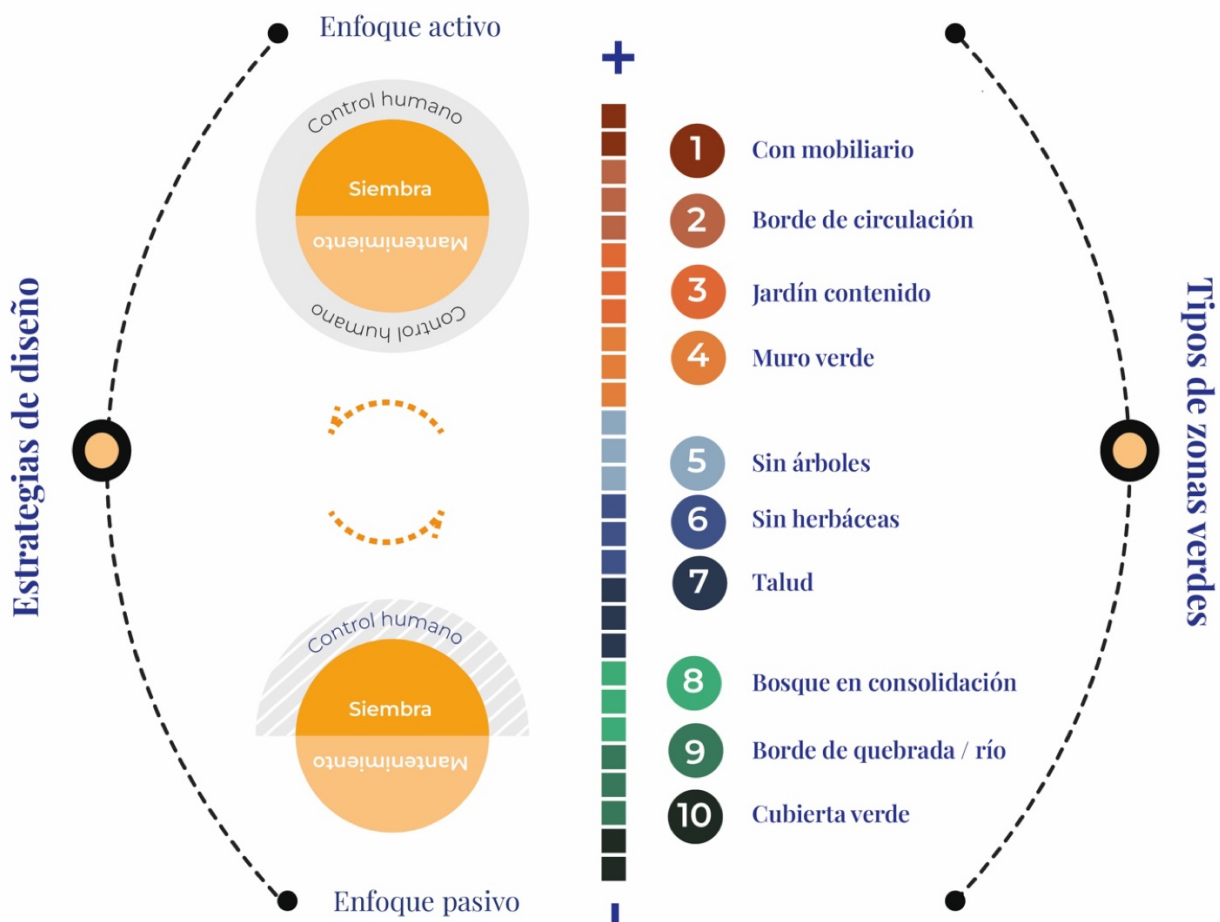 Estrategias de diseño
Enfoque activo
Control humano
Siembra
Mantenimiento
Control humano
Control humano
Siembra
Mantenimiento
Enfoque pasivo
+
1 Con mobiliario
2 Borde de circulación
3 Jardín contenido
4 Muro verde
5 Sin árboles
6 Sin herbáceas
7 Talud
8 Bosque en consolidación
9 Borde de quebrada / río
10 Cubierta verde
-
Tipos de zonas verdes